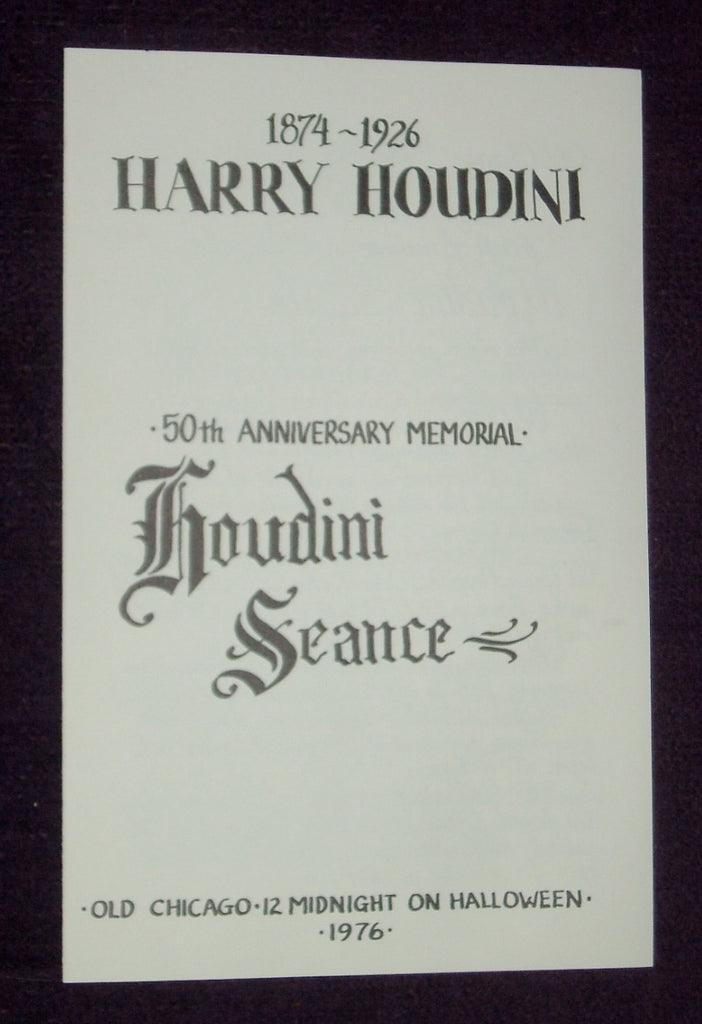 1874~1926
HARRY HOUDINI
·50th ANNIVERSARY MEMORIAL·
Houdini
Seance
·OLD CHICAGO·12 MIDNIGHT ON HALLOWEEN·
·1976·